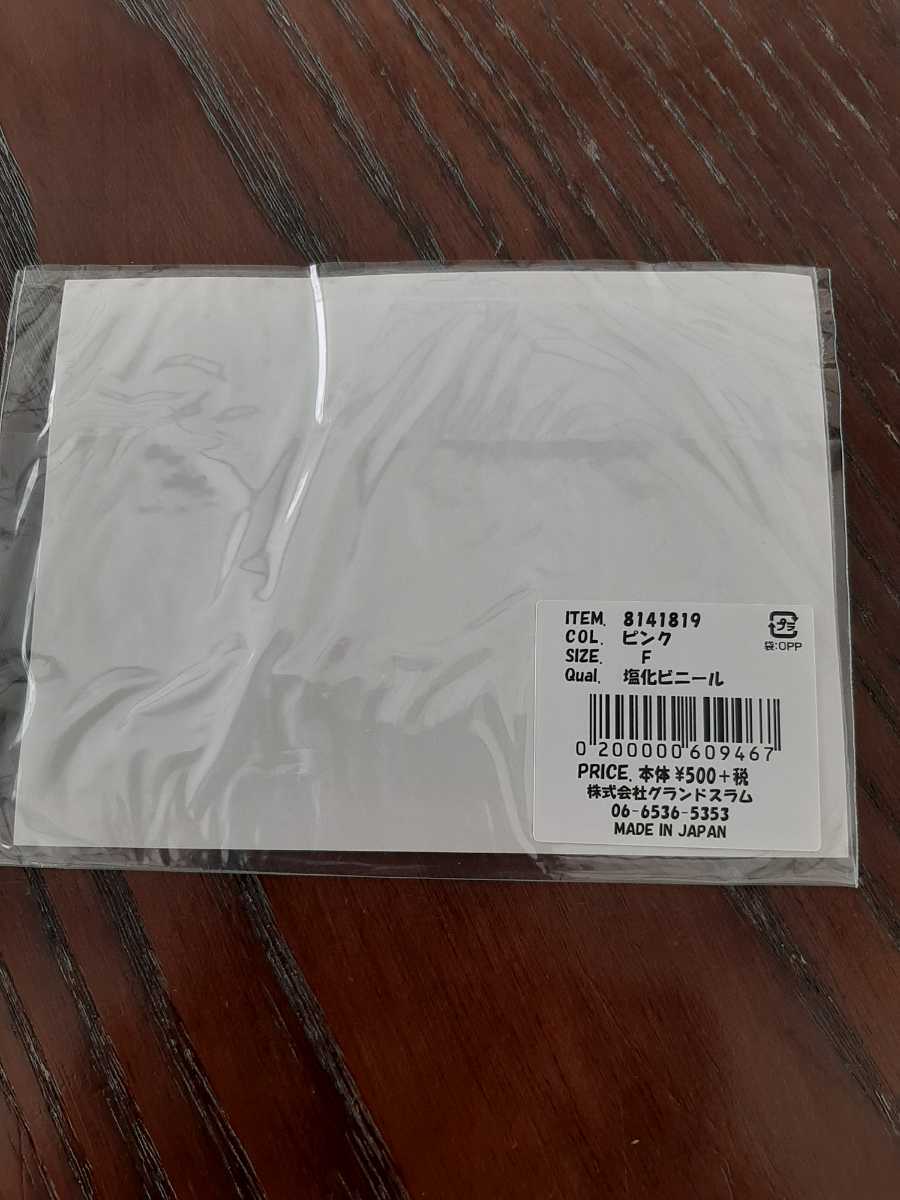 ITEM. 8141819
COL. ピンク
SIZE. F
Qual. 塩化ビニール
プラ
袋:OPP
0 200000 609467
PRICE. 本体 ¥500+税
株式会社グランドスラム
06-6536-5353
MADE IN JAPAN